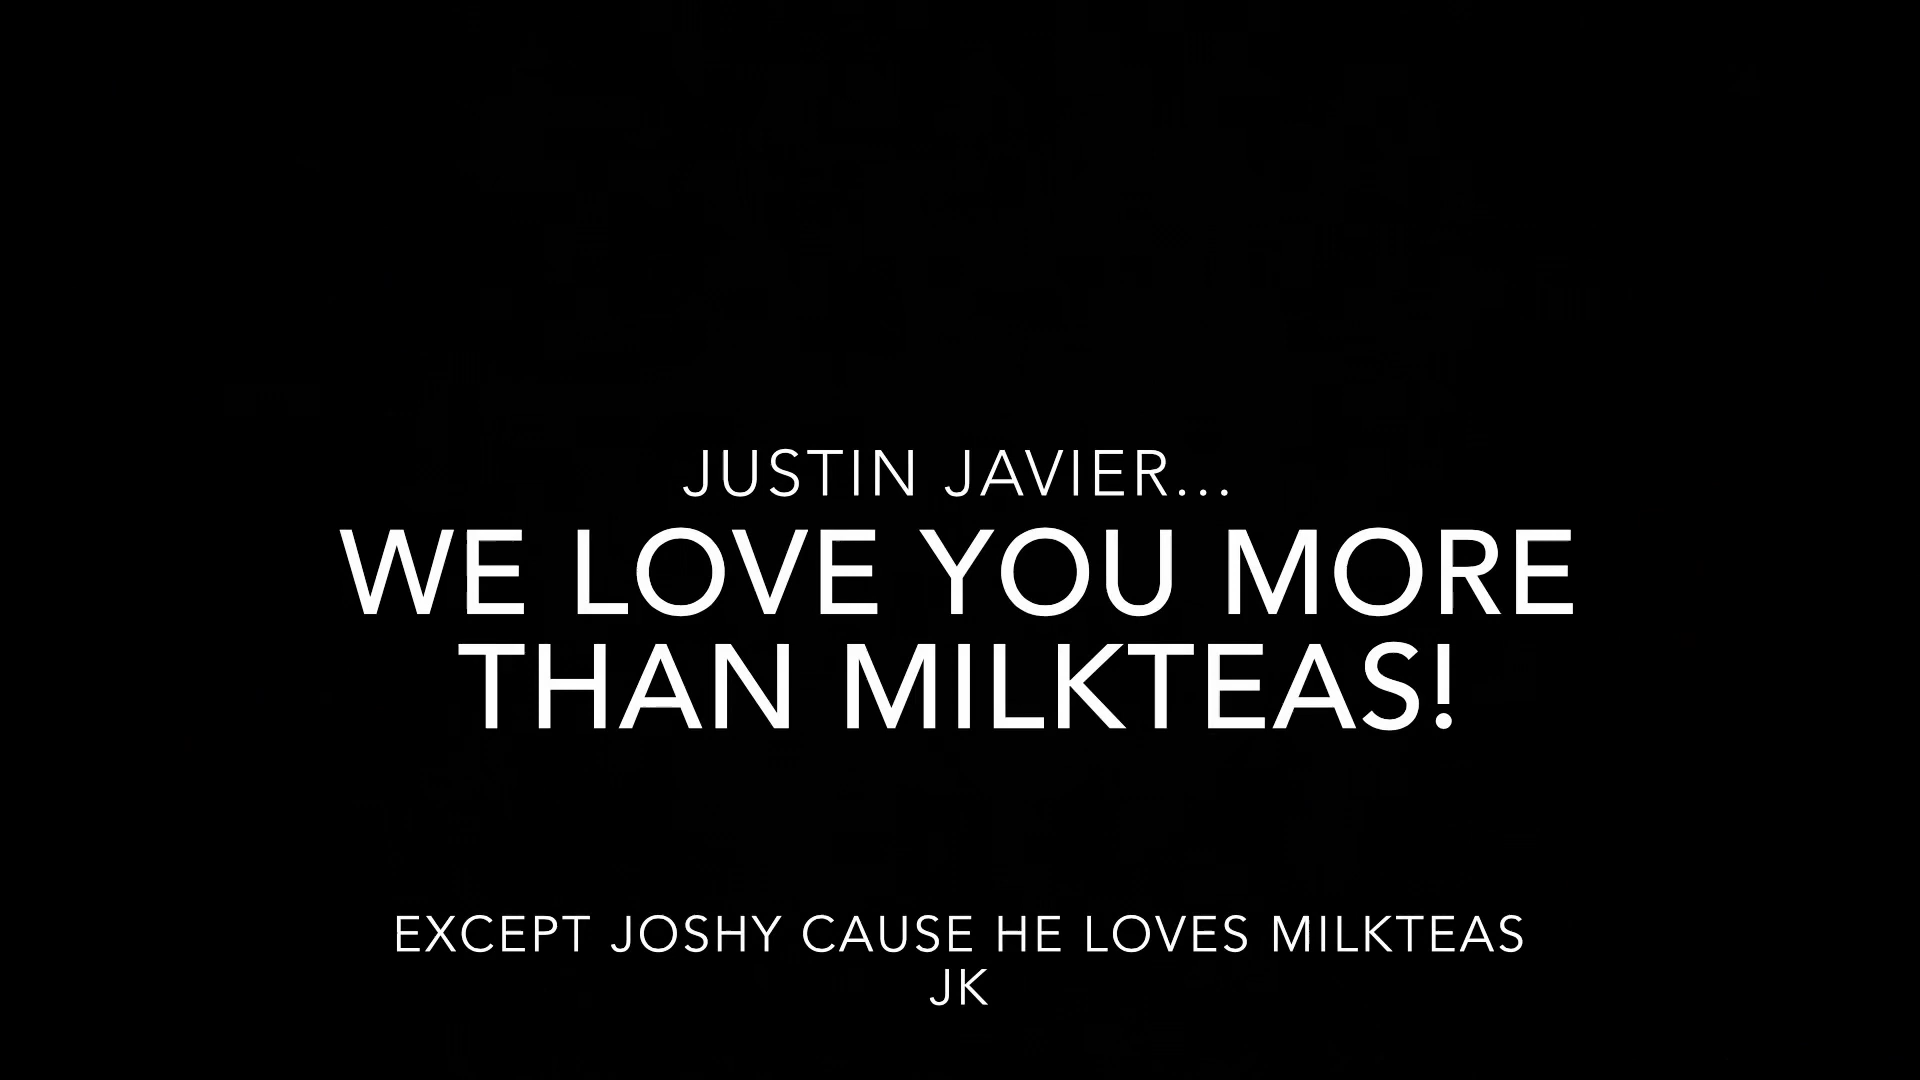 JUSTIN JAVIER...
WE LOVE YOU MORE
THAN MILKTEAS!
EXCEPT JOSHY CAUSE HE LOVES MILKTEAS
JK